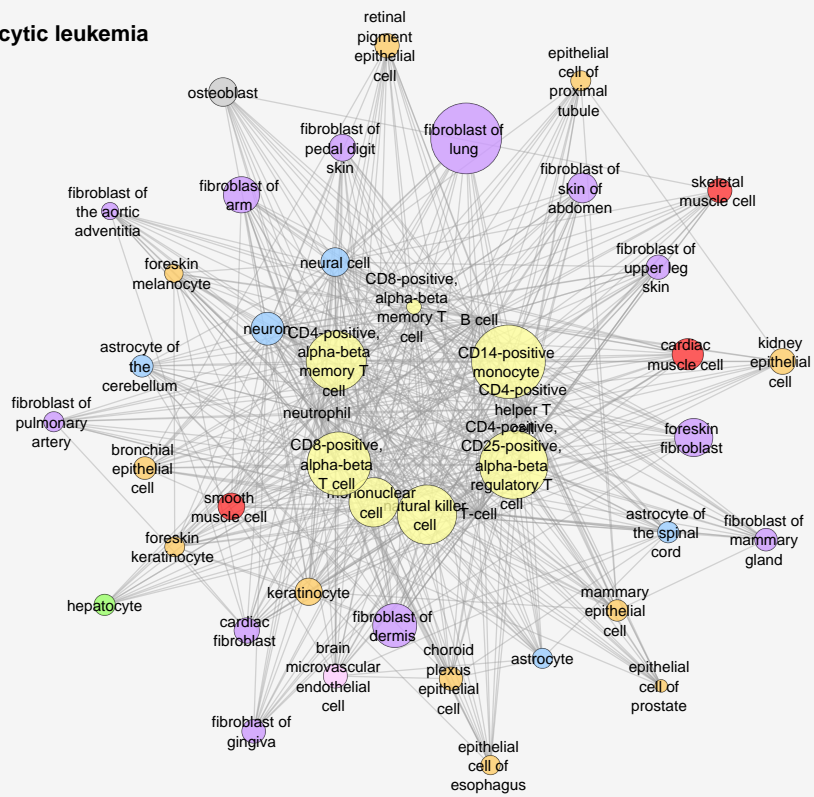 cytic leukemia
retinal
pigment
epithelial
cell
epithelial
cell of
proximal
tubule
osteoblast
fibroblast of
lung
fibroblast of
pedal digit
skin
fibroblast of
arm
fibroblast of
skin of
abdomen
skeletal
muscle cell
fibroblast of
the aortic
adventitia
foreskin
melanocyte
neural cell
fibroblast of
upper leg
skin
CD8-positive,
alpha-beta
memory T
cell
B cell
neuron
CD4-positive,
alpha-beta
memory T
cell
CD14-positive
monocyte
cardiac
muscle cell
kidney
epithelial
cell
astrocyte of
the
cerebellum
CD4-positive
helper T
cell
neutrophil
fibroblast of
pulmonary
artery
CD4-positive,
CD25-positive,
alpha-beta
regulatory T
cell
foreskin
fibroblast
bronchial
epithelial
cell
CD8-positive,
alpha-beta
T cell
mononuclear
cell
natural killer
cell
T-cell
smooth
muscle cell
astrocyte of
the spinal
cord
fibroblast of
mammary
gland
foreskin
keratinocyte
hepatocyte
keratinocyte
mammary
epithelial
cell
cardiac
fibroblast
fibroblast of
dermis
brain
microvascular
endothelial
cell
choroid
plexus
epithelial
cell
astrocyte
epithelial
cell of
prostate
fibroblast of
gingiva
epithelial
cell of
esophagus